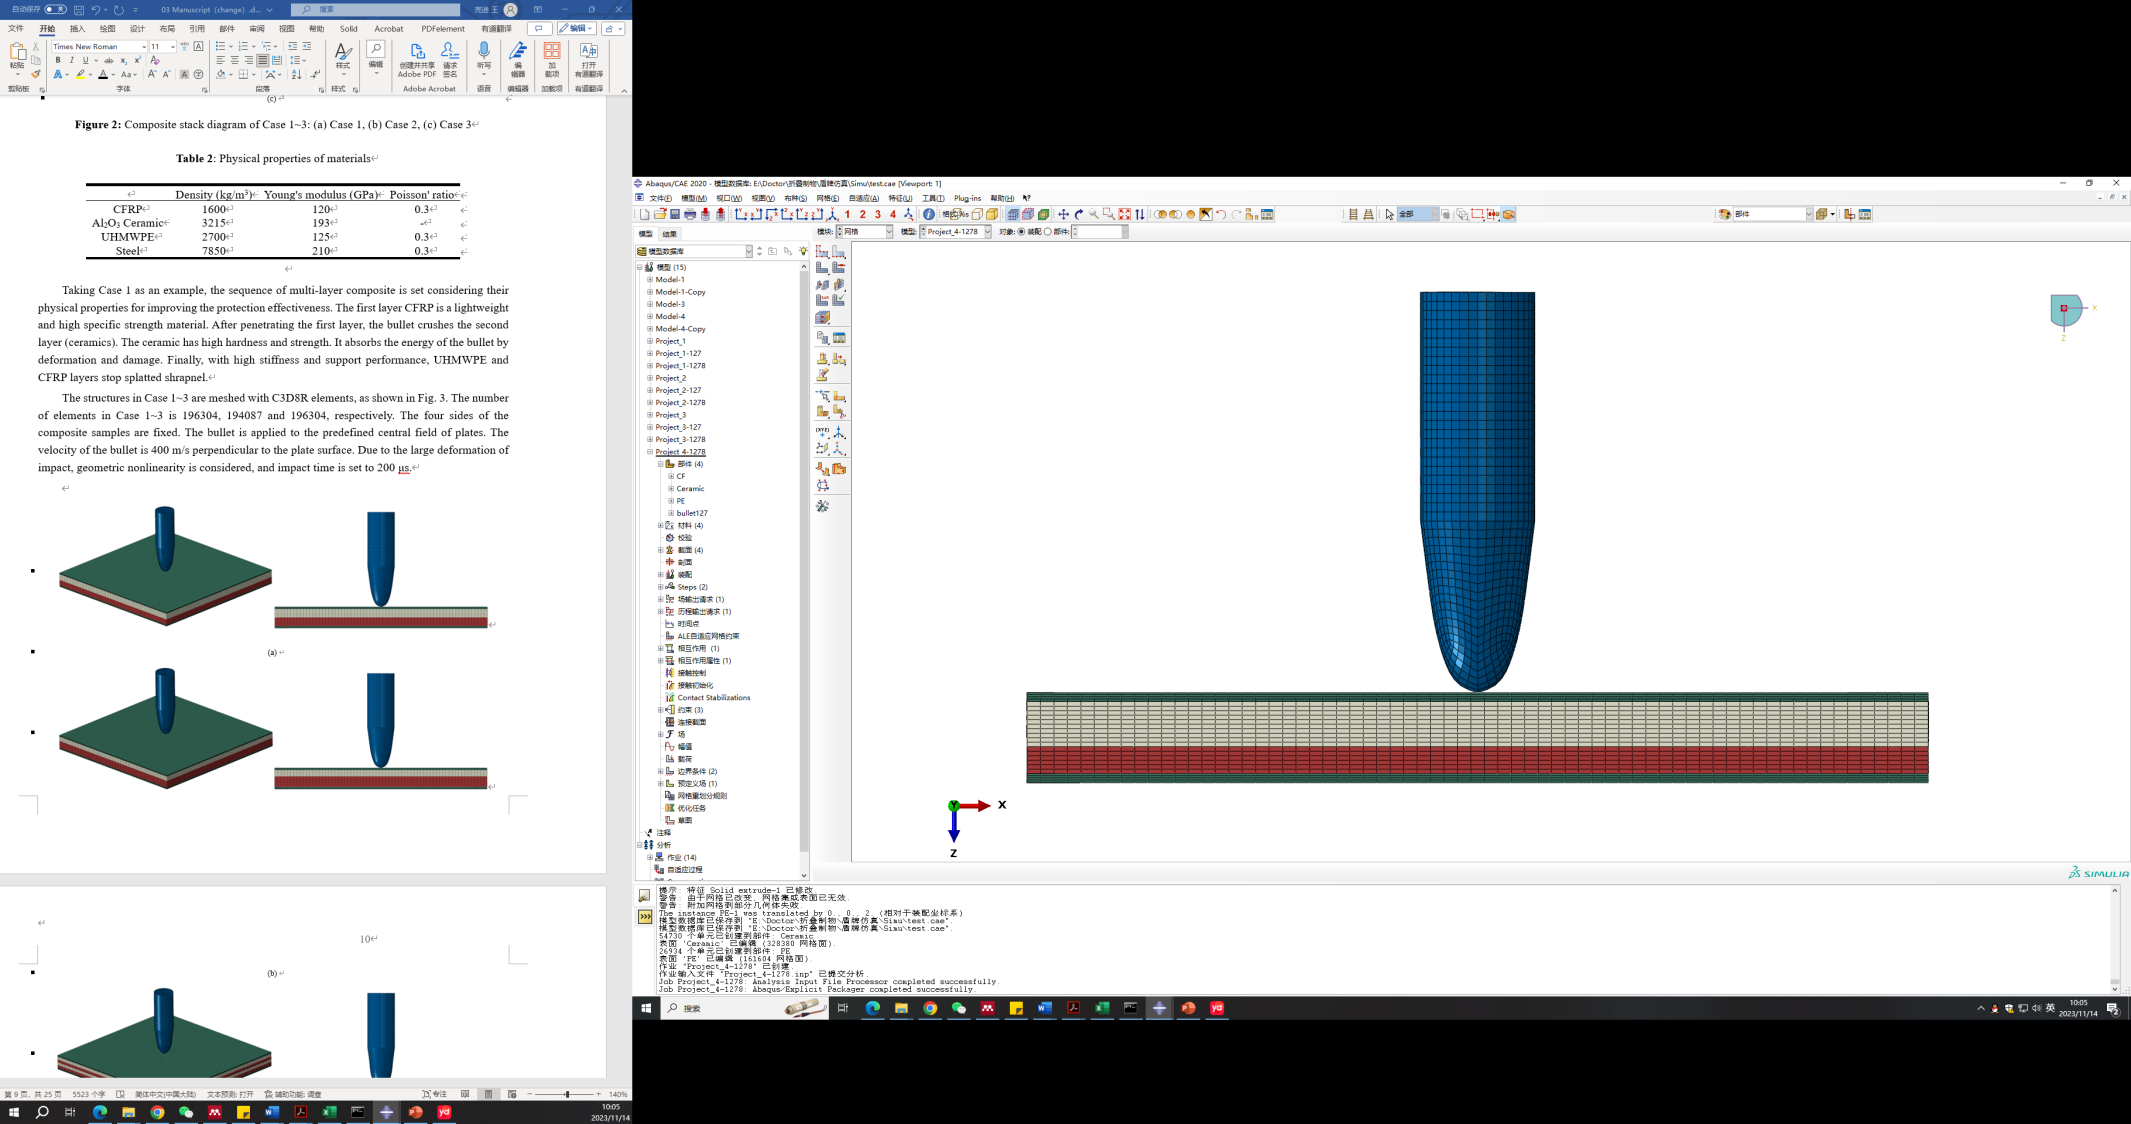 自动保存 关 03 Manuscript (change) .d... 搜索 亮迪 王
文件 开始 插入 绘图 设计 布局 引用 邮件 审阅 视图 帮助 Solid Acrobat PDFelement 有道翻译 编辑
Times New Roman 11
粘贴 样式 编辑 创建并共享 Adobe PDF 请求 签名 听写 编辑器 加载项 打开 有道翻译
剪贴板 字体 段落 样式 Adobe Acrobat 语音 编辑器 加载项 有道翻译
(c)
Figure 2: Composite stack diagram of Case 1~3: (a) Case 1, (b) Case 2, (c) Case 3
Table 2: Physical properties of materials
Density (kg/m³) Young's modulus (GPa) Poisson' ratio
CFRP 1600 120 0.3
Al₂O₃ Ceramic 3215 193 -
UHMWPE 2700 125 0.3
Steel 7850 210 0.3
Taking Case 1 as an example, the sequence of multi-layer composite is set considering their
physical properties for improving the protection effectiveness. The first layer CFRP is a lightweight
and high specific strength material. After penetrating the first layer, the bullet crushes the second
layer (ceramics). The ceramic has high hardness and strength. It absorbs the energy of the bullet by
deformation and damage. Finally, with high stiffness and support performance, UHMWPE and
CFRP layers stop splatted shrapnel.
The structures in Case 1~3 are meshed with C3D8R elements, as shown in Fig. 3. The number
of elements in Case 1~3 is 196304, 194087 and 196304, respectively. The four sides of the
composite samples are fixed. The bullet is applied to the predefined central field of plates. The
velocity of the bullet is 400 m/s perpendicular to the plate surface. Due to the large deformation of
impact, geometric nonlinearity is considered, and impact time is set to 200 μs.
(a)
10
(b)
第 9 页，共 25 页 5523 个字 简体中文(中国大陆) 文本预测: 打开 辅助功能: 调查 专注 140%
10:05
2023/11/14
Abaqus/CAE 2020 - 模型数据库: E:\Doctor\折叠制物\盾牌仿真\Simu\test.cae [Viewport: 1]
文件(F) 模型(M) 视口(W) 视图(V) 布种(S) 网格(E) 自适应(A) 特征(U) 工具(T) Plug-ins 帮助(H)
1 2 3 4 全部 部件
模型 结果 模块: 网格 模型: Project_4-1278 对象: 装配 部件:
模型数据库
模型 (15)
Model-1
Model-1-Copy
Model-3
Model-4
Model-4-Copy
Project_1
Project_1-127
Project_1-1278
Project_2
Project_2-127
Project_2-1278
Project_3
Project_3-127
Project_3-1278
Project_4-1278
部件 (4)
CF
Ceramic
PE
bullet127
材料 (4)
校验
截面 (4)
剖面
装配
Steps (2)
场输出请求 (1)
历程输出请求 (1)
时间点
ALE自适应网格约束
相互作用 (1)
相互作用属性 (1)
接触控制
接触初始化
Contact Stabilizations
约束 (3)
连接截面
场
幅值
载荷
边界条件 (2)
预定义场 (1)
网格重划分规则
优化任务
草图
注释
分析
作业 (14)
自适应过程
X
Z
Y
X
Z
SIMULIA
提示: 特征 Solid extrude-1 已修改.
警告: 由于网格已改变, 网格集或表面已无效.
警告: 附加网格到部分几何体失败.
The instance PE-1 was translated by 0., 0., 2. (相对于装配坐标系)
模型数据库已保存到 "E:\Doctor\折叠制物\盾牌仿真\Simu\test.cae".
模型数据库已保存到 "E:\Doctor\折叠制物\盾牌仿真\Simu\test.cae".
54730 个单元已创建到部件: Ceramic
表面 'Ceramic' 已编辑 (328380 网格面).
26934 个单元已创建到部件: PE
表面 'PE' 已编辑 (161604 网格面).
作业 "Project_4-1278" 已创建.
作业输入文件 "Project_4-1278.inp" 已提交分析.
Job Project_4-1278: Analysis Input File Processor completed successfully.
Job Project_4-1278: Abaqus/Explicit Packager completed successfully.
搜索 英 10:05
2023/11/14